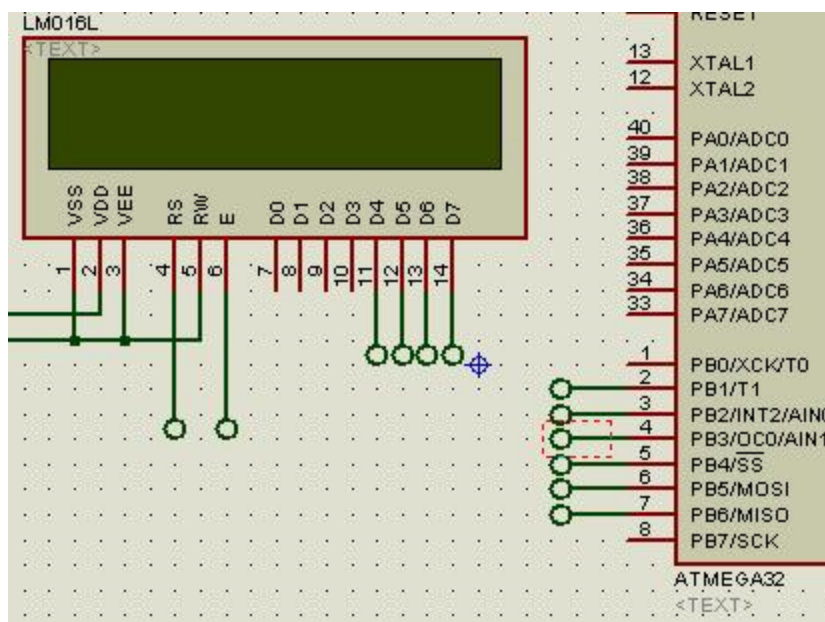 LM016L
<TEXT>
VSS
VDD
VEE
RS
RW
E
D0
D1
D2
D3
D4
D5
D6
D7
1
2
3
4
5
6
7
8
9
10
11
12
13
14
RESET
13 XTAL1
12 XTAL2
40 PA0/ADC0
39 PA1/ADC1
38 PA2/ADC2
37 PA3/ADC3
36 PA4/ADC4
35 PA5/ADC5
34 PA6/ADC6
33 PA7/ADC7
1 PB0/XCK/T0
2 PB1/T1
3 PB2/INT2/AIN0
4 PB3/OC0/AIN1
5 PB4/SS
6 PB5/MOSI
7 PB6/MISO
8 PB7/SCK
ATMEGA32
<TEXT>